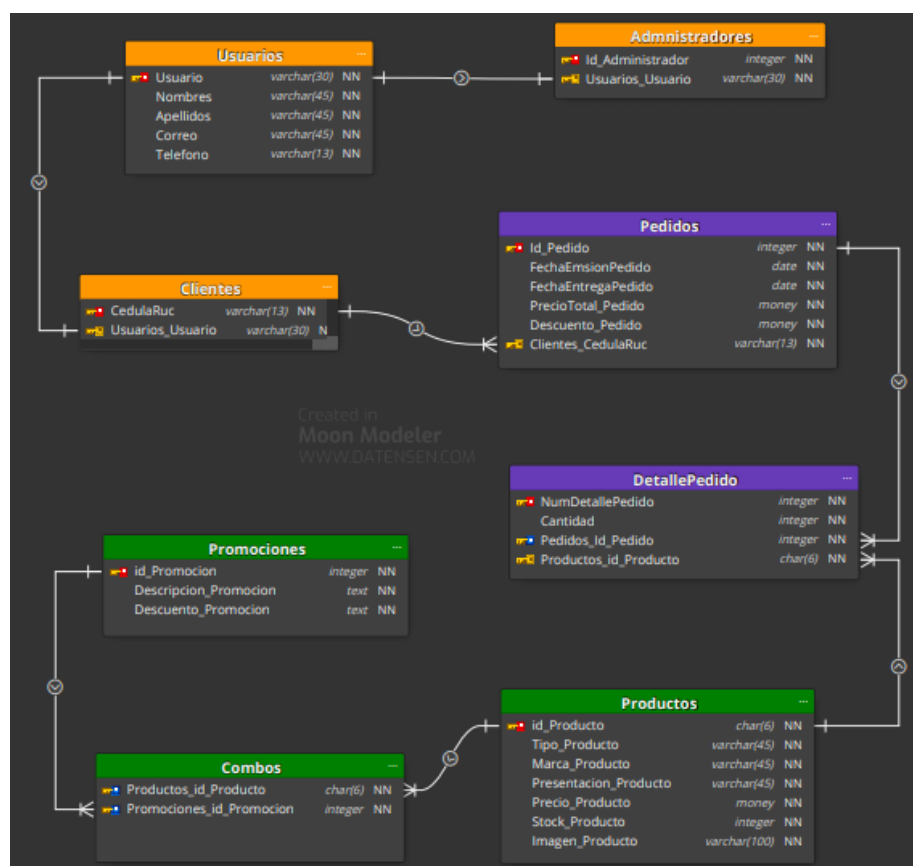 Usuarios ...
Usuario varchar(30) NN
Nombres varchar(45) NN
Apellidos varchar(45) NN
Correo varchar(45) NN
Telefono varchar(13) NN
Admnistradores ...
Id_Administrador integer NN
Usuarios_Usuario varchar(30) NN
Pedidos ...
Id_Pedido integer NN
FechaEmsionPedido date NN
FechaEntregaPedido date NN
PrecioTotal_Pedido money NN
Descuento_Pedido money NN
Clientes_CedulaRuc varchar(13) NN
Clientes ...
CedulaRuc varchar(13) NN
Usuarios_Usuario varchar(30) N
Created in
Moon Modeler
WWW.DATENSEN.COM
DetallePedido ...
NumDetallePedido integer NN
Cantidad integer NN
Pedidos_Id_Pedido integer NN
Productos_id_Producto char(6) NN
Promociones ...
id_Promocion integer NN
Descripcion_Promocion text NN
Descuento_Promocion text NN
Productos ...
id_Producto char(6) NN
Tipo_Producto varchar(45) NN
Marca_Producto varchar(45) NN
Presentacion_Producto varchar(45) NN
Precio_Producto money NN
Stock_Producto integer NN
Imagen_Producto varchar(100) NN
Combos ...
Productos_id_Producto char(6) NN
Promociones_id_Promocion integer NN